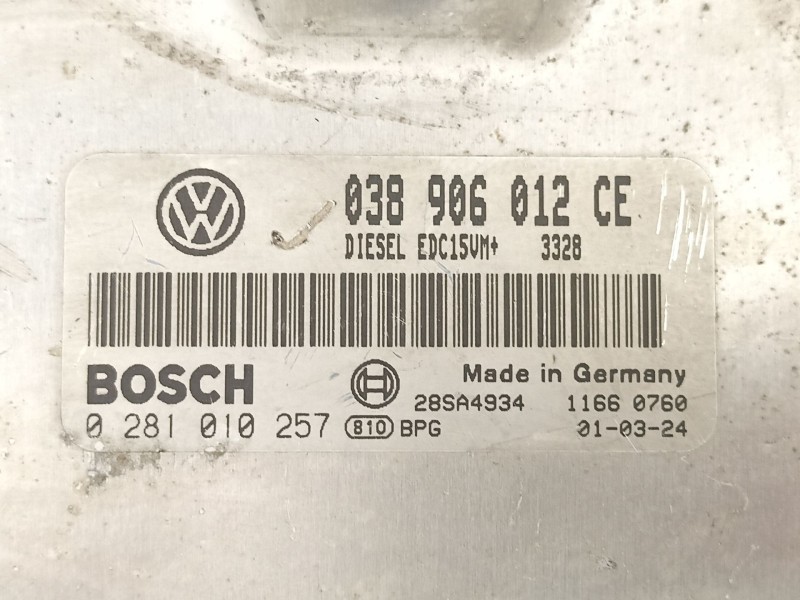 038 906 012 CE
DIESEL EDC15VM+ 3328
BOSCH Made in Germany
28SA4934 1166 0760
0 281 010 257 810 BPG 01-03-24